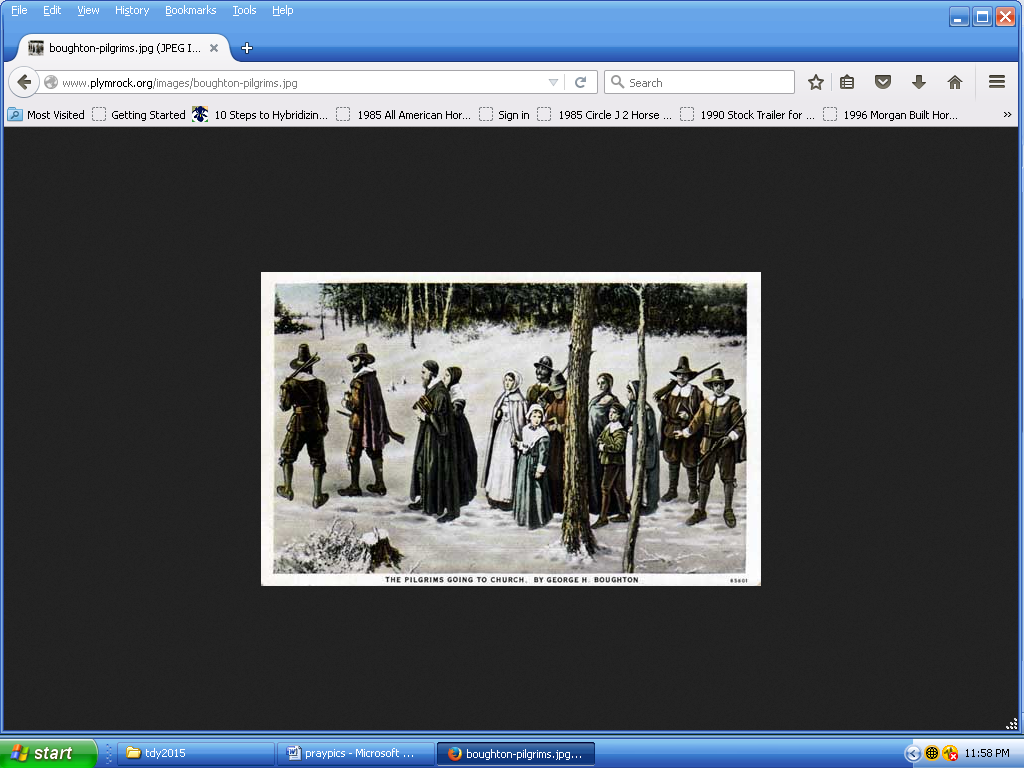 File Edit View History Bookmarks Tools Help
boughton-pilgrims.jpg (JPEG I...
www.plymrock.org/images/boughton-pilgrims.jpg Search
Most Visited Getting Started 10 Steps to Hybridizin... 1985 All American Hor... Sign in 1985 Circle J 2 Horse ... 1990 Stock Trailer for ... 1996 Morgan Built Hor... »
THE PILGRIMS GOING TO CHURCH. BY GEORGE H. BOUGHTON
start tdy2015 praypics - Microsoft ... boughton-pilgrims.jpg... 11:58 PM